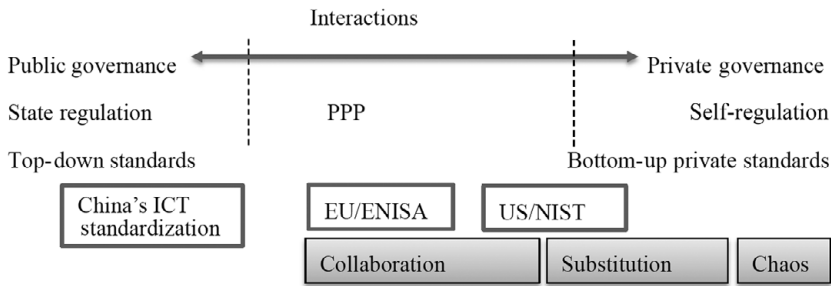 Interactions
Public governance
Private governance
State regulation
PPP
Self-regulation
Top-down standards
Bottom-up private standards
China's ICT
standardization
EU/ENISA
US/NIST
Collaboration
Substitution
Chaos